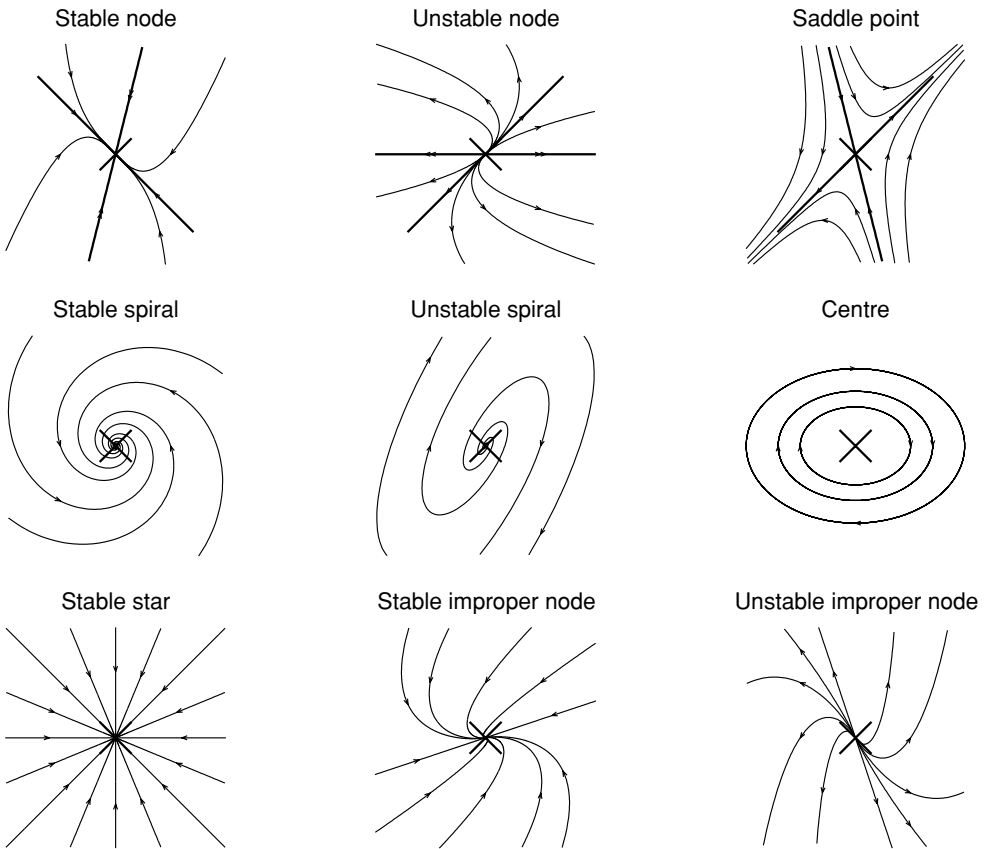 Stable node
Unstable node
Saddle point
Stable spiral
Unstable spiral
Centre
Stable star
Stable improper node
Unstable improper node